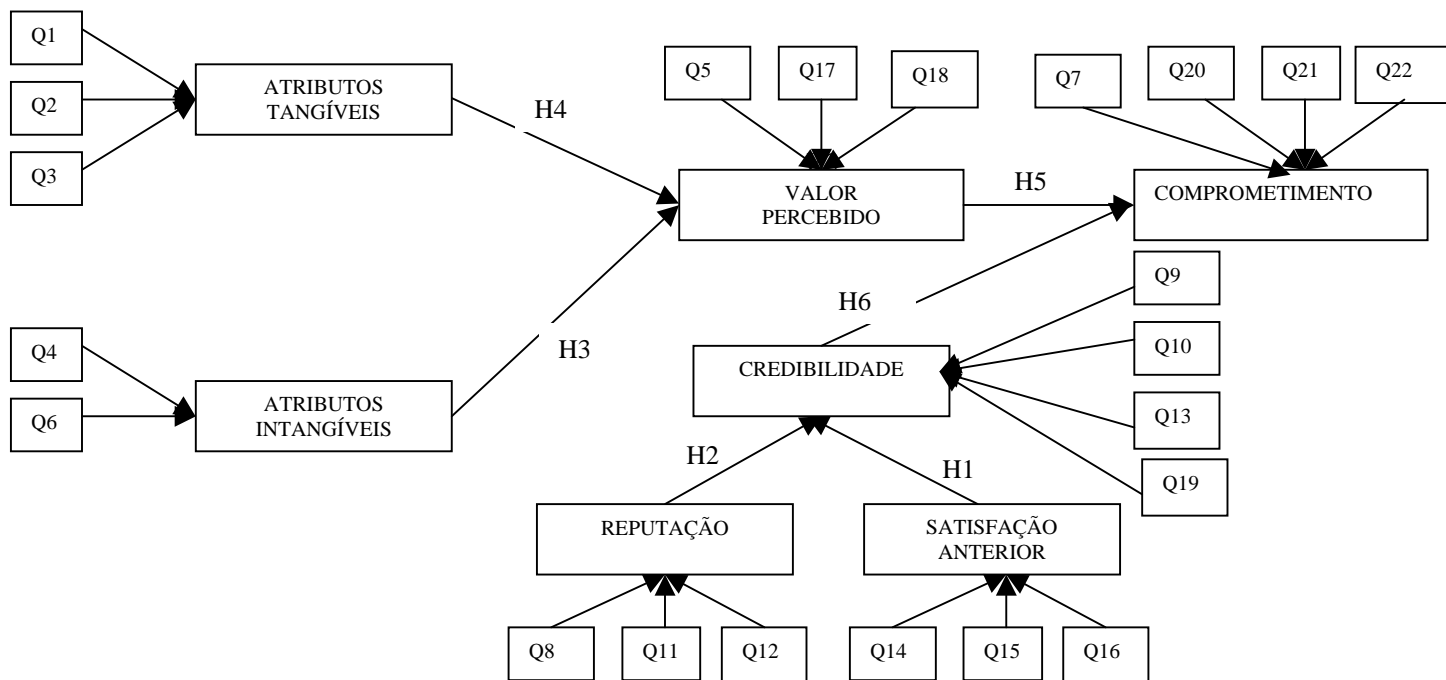 Q1
Q2
Q3
ATRIBUTOS
TANGÍVEIS
H4
Q5
Q17
Q18
Q7
Q20
Q21
Q22
VALOR
PERCEBIDO
H5
COMPROMETIMENTO
Q4
Q6
ATRIBUTOS
INTANGÍVEIS
H3
H6
Q9
Q10
Q13
Q19
CREDIBILIDADE
H2
H1
REPUTAÇÃO
SATISFAÇÃO
ANTERIOR
Q8
Q11
Q12
Q14
Q15
Q16